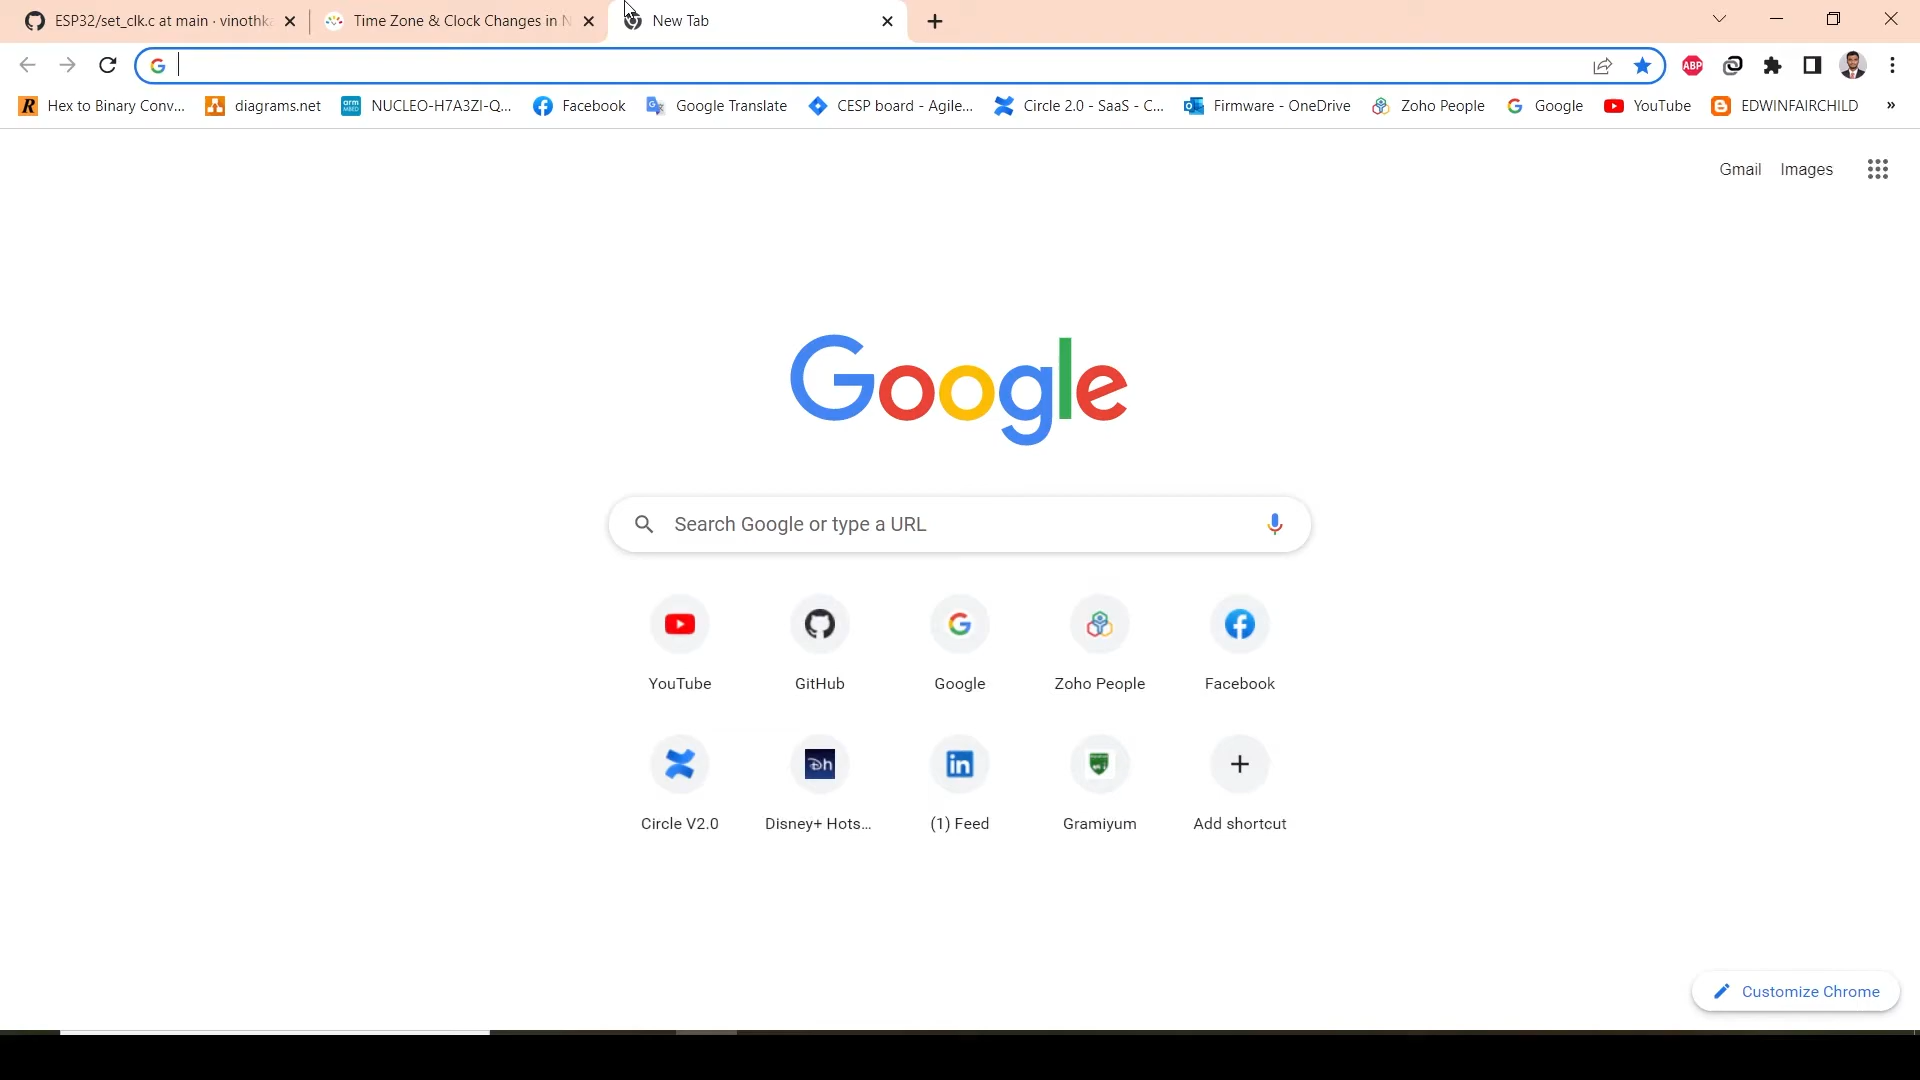 ESP32/set_clk.c at main · vinothk
Time Zone & Clock Changes in N
New Tab
ABP
Hex to Binary Conv...
diagrams.net
arm MBED
NUCLEO-H7A3ZI-Q...
Facebook
Google Translate
CESP board - Agile...
Circle 2.0 - SaaS - C...
Firmware - OneDrive
Zoho People
Google
YouTube
EDWINFAIRCHILD
»
Gmail
Images
Google
Search Google or type a URL
YouTube
GitHub
Google
Zoho People
Facebook
Circle V2.0
Disney+ Hots...
(1) Feed
Gramiyum
Add shortcut
Customize Chrome